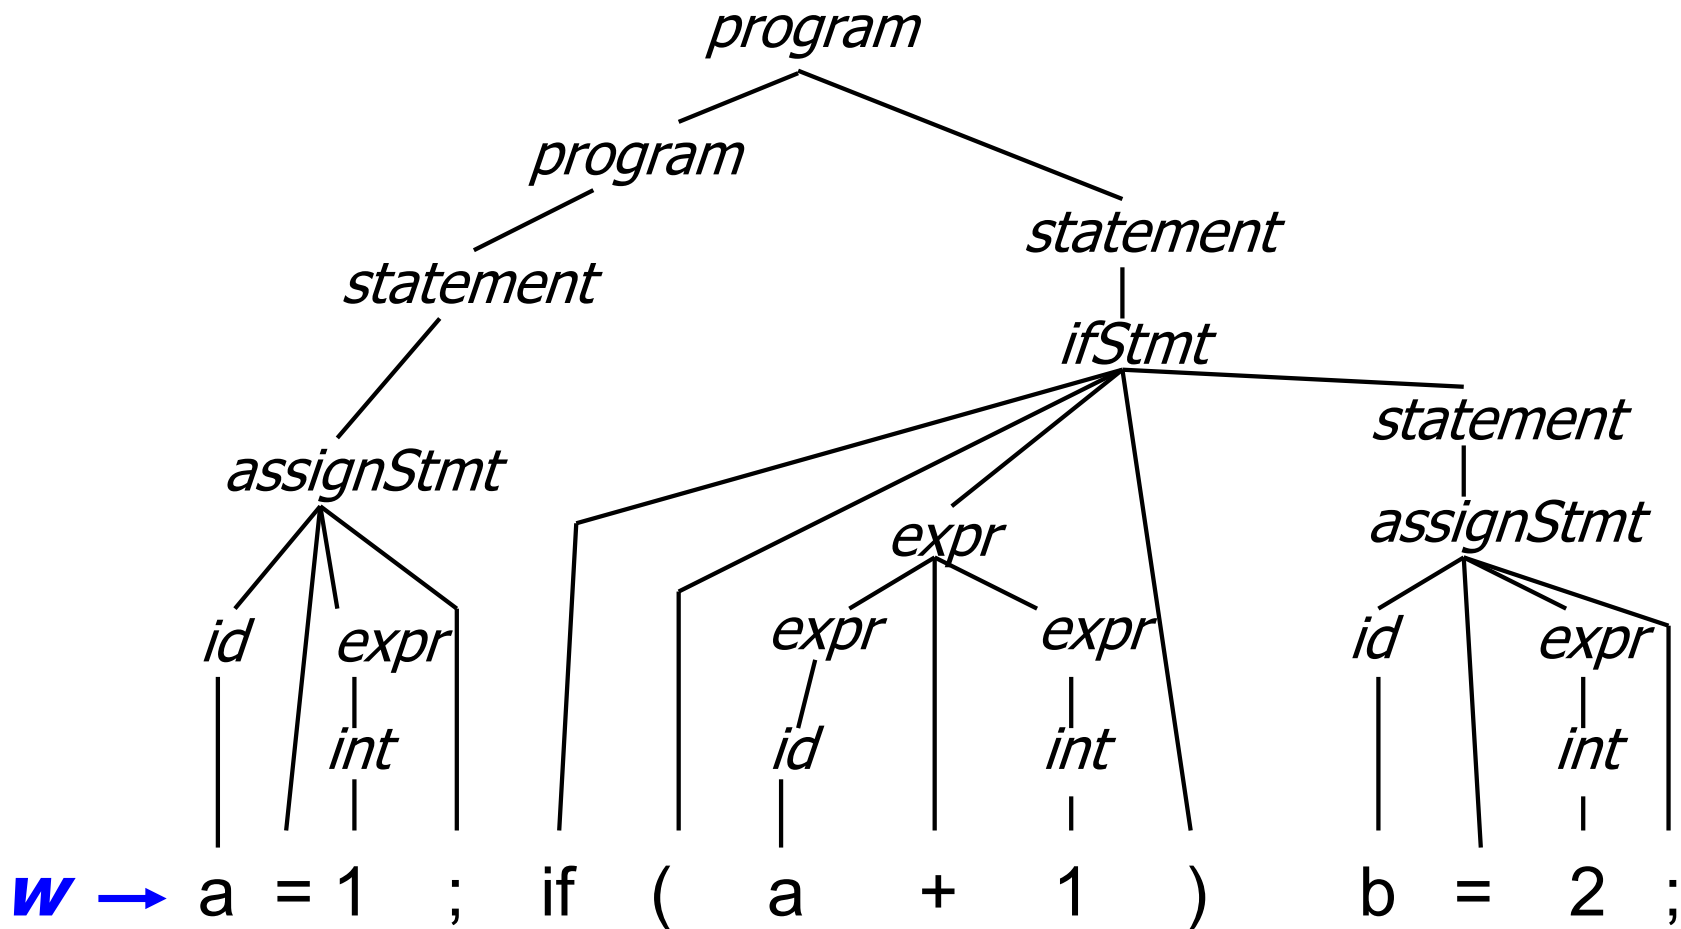 program
program
statement
statement
ifStmt
statement
assignStmt
assignStmt
expr
id expr expr expr id expr
int id int int
w → a = 1 ; if ( a + 1 ) b = 2 ;